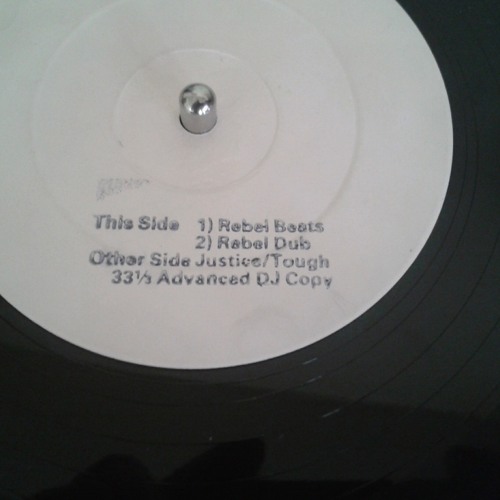 This Side 1) Rebel Beats
2) Rebel Dub
Other Side Justice/Tough
33⅓ Advanced DJ Copy